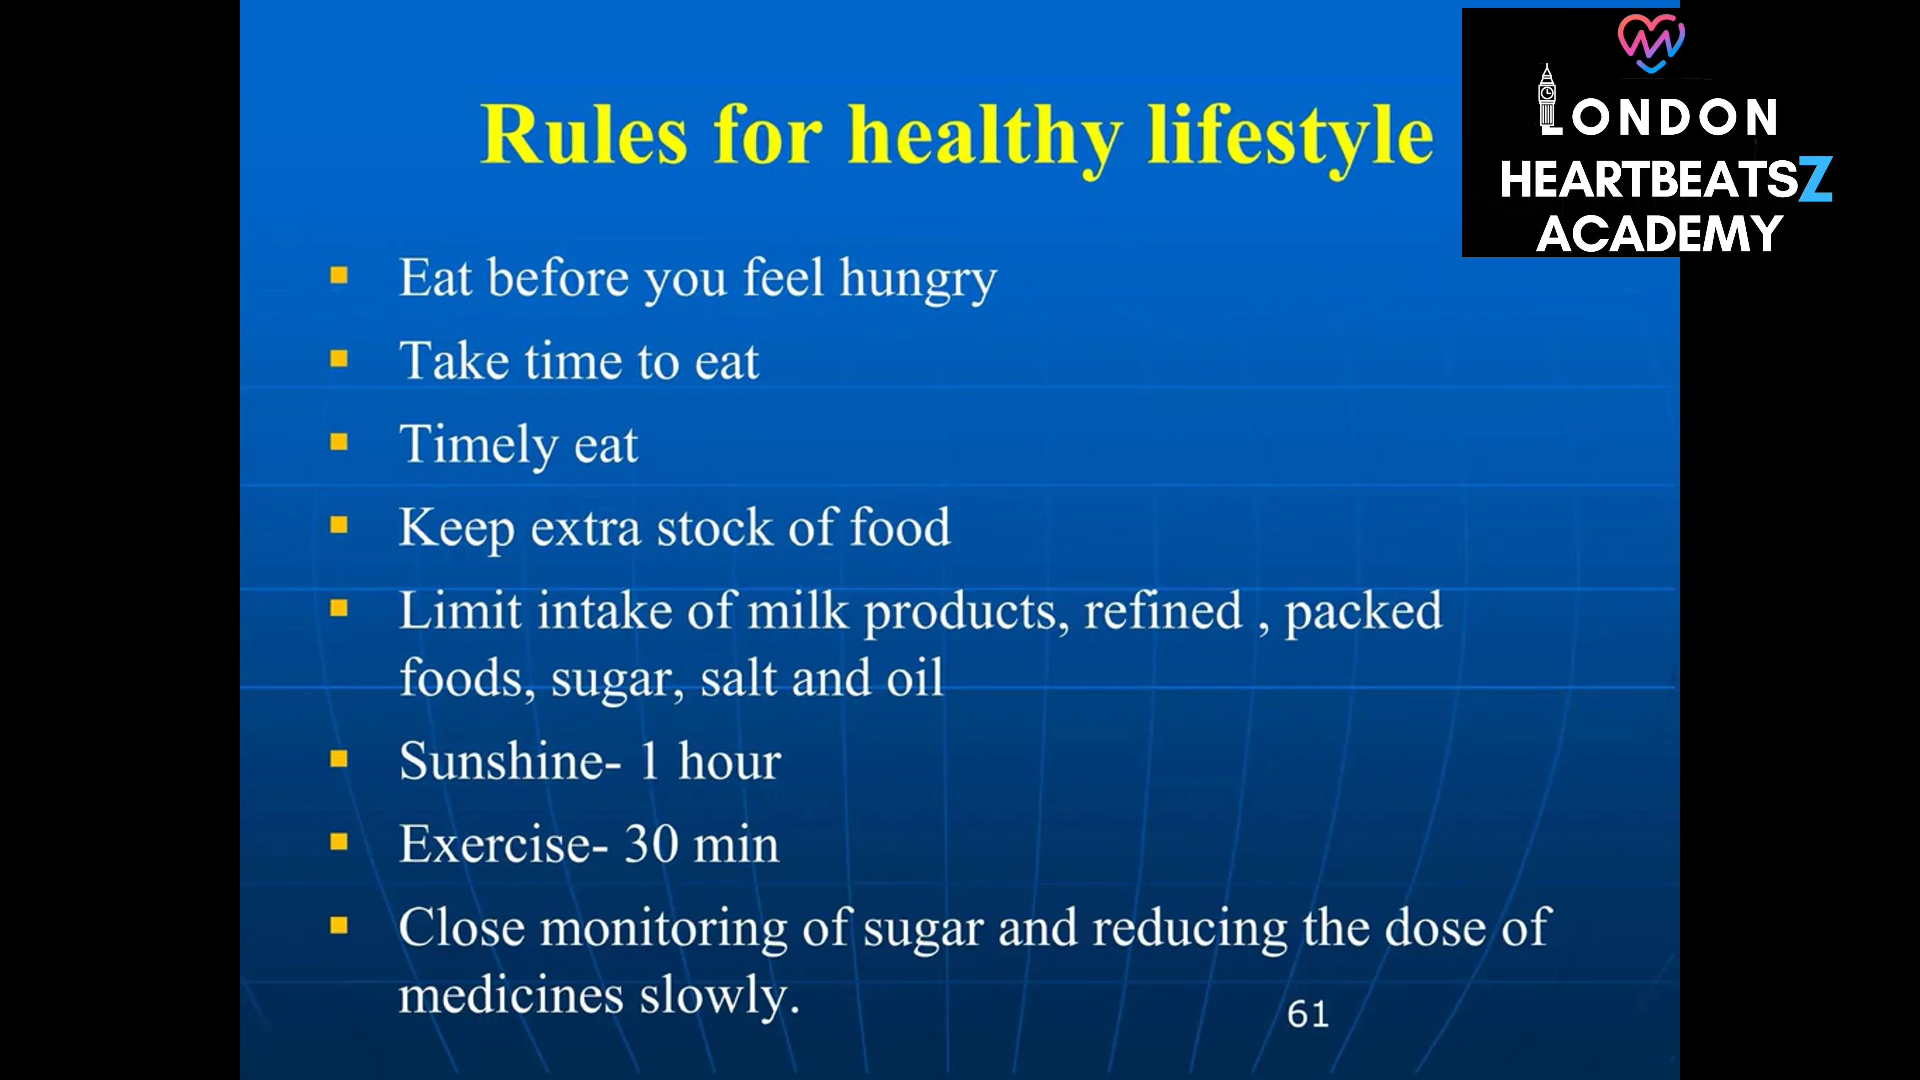 Rules for healthy lifestyle
LONDON
HEARTBEATSZ
ACADEMY
Eat before you feel hungry
Take time to eat
Timely eat
Keep extra stock of food
Limit intake of milk products, refined , packed
foods, sugar, salt and oil
Sunshine- 1 hour
Exercise- 30 min
Close monitoring of sugar and reducing the dose of
medicines slowly.
61